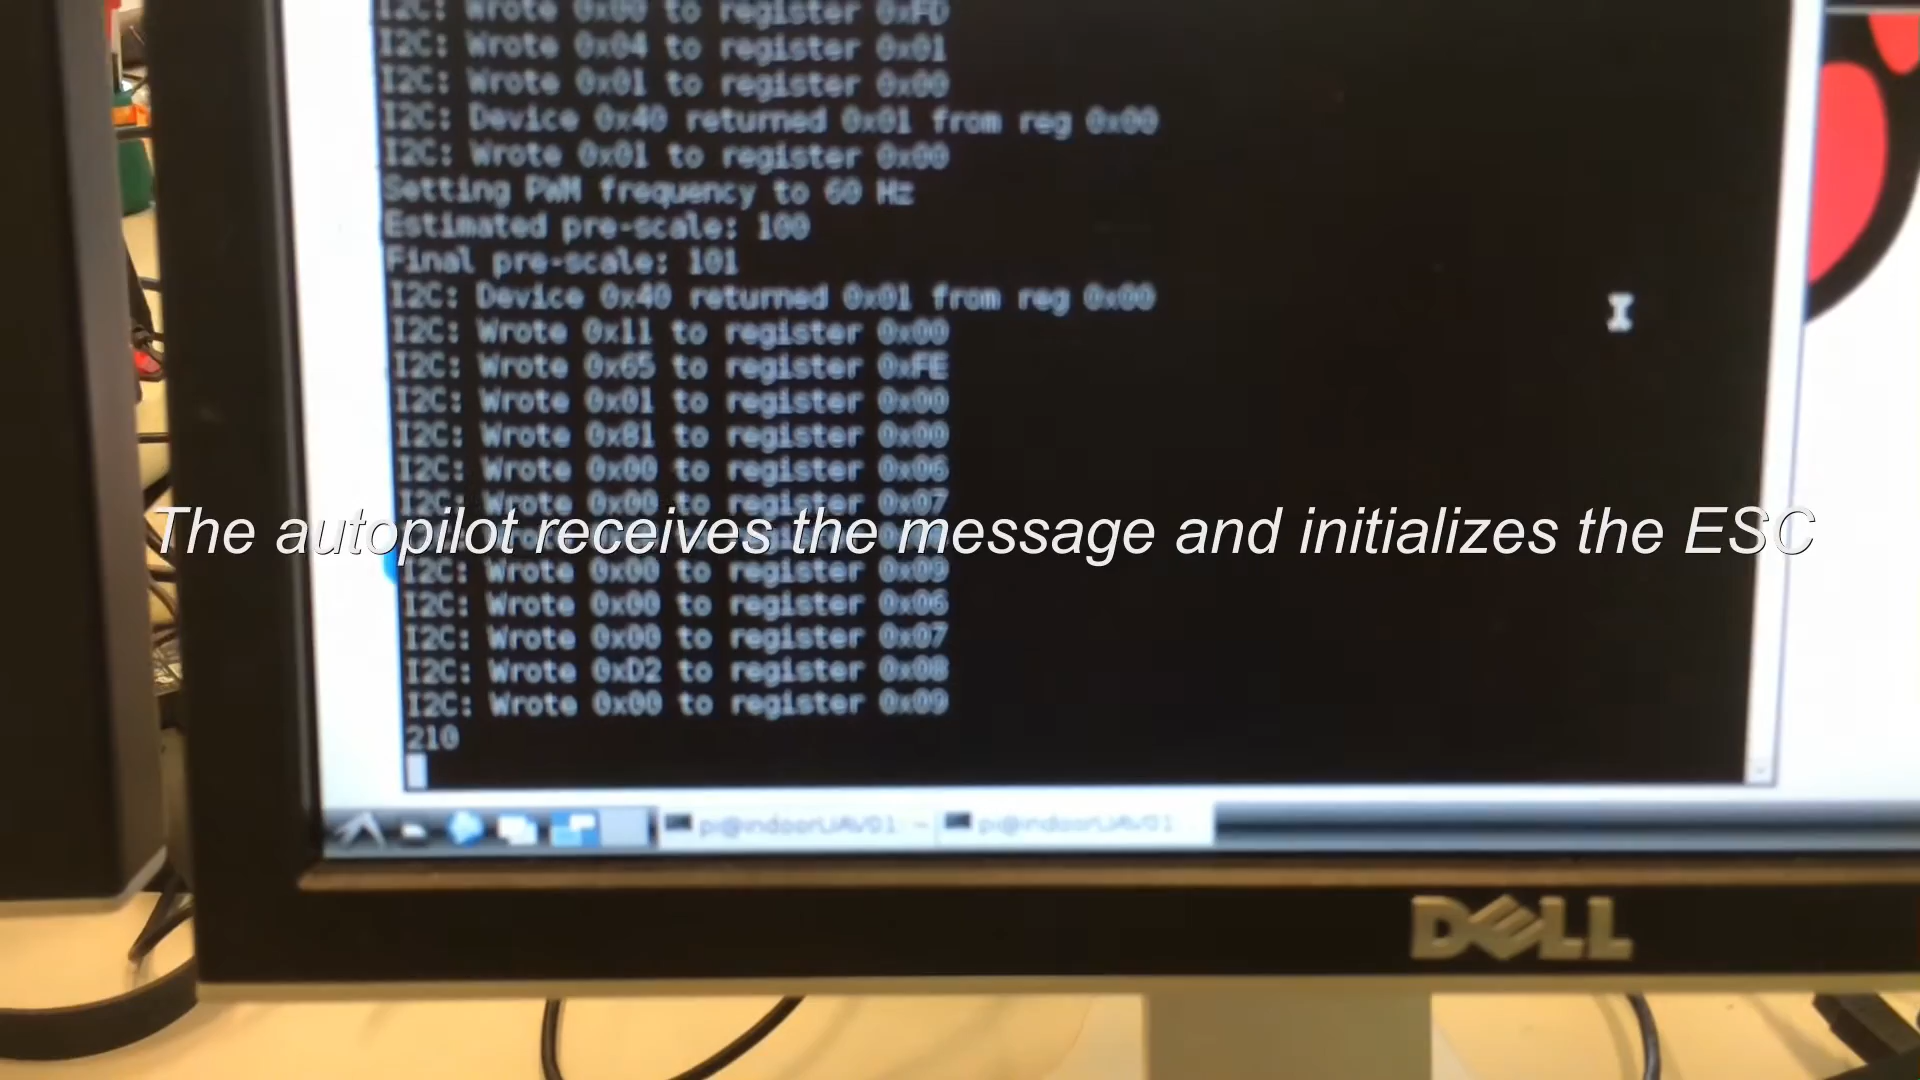 I2C: Wrote 0x00 to register 0xFD
I2C: Wrote 0x04 to register 0x01
I2C: Wrote 0x01 to register 0x00
I2C: Device 0x40 returned 0x01 from reg 0x00
I2C: Wrote 0x01 to register 0x00
Setting PWM frequency to 60 Hz
Estimated pre-scale: 100
Final pre-scale: 101
I2C: Device 0x40 returned 0x01 from reg 0x00
I2C: Wrote 0x11 to register 0x00
I2C: Wrote 0x65 to register 0xFE
I2C: Wrote 0x01 to register 0x00
I2C: Wrote 0x81 to register 0x00
I2C: Wrote 0x00 to register 0x06
I2C: Wrote 0x00 to register 0x07
The autopilot receives the message and initializes the ESC
I2C: Wrote 0x00 to register 0x09
I2C: Wrote 0x00 to register 0x06
I2C: Wrote 0x00 to register 0x07
I2C: Wrote 0xD2 to register 0x08
I2C: Wrote 0x00 to register 0x09
210
pi@indoorUAV01: ~
pi@indoorUAV01:
DELL